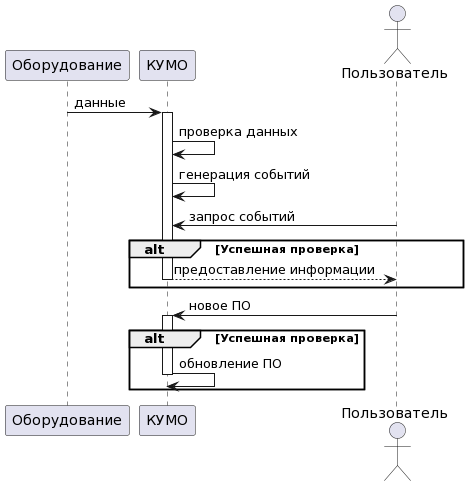 Пользователь
Оборудование
КУМО
данные
проверка данных
генерация событий
запрос событий
alt
[Успешная проверка]
предоставление информации
новое ПО
alt
[Успешная проверка]
обновление ПО
Оборудование
КУМО
Пользователь